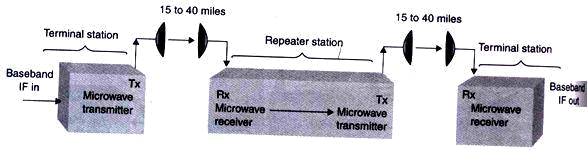 15 to 40 miles
15 to 40 miles
Terminal station
Repeater station
Terminal station
Baseband
IF in
Tx
Microwave
transmitter
Rx
Microwave
receiver
Tx
Microwave
transmitter
Rx
Microwave
receiver
Baseband
IF out